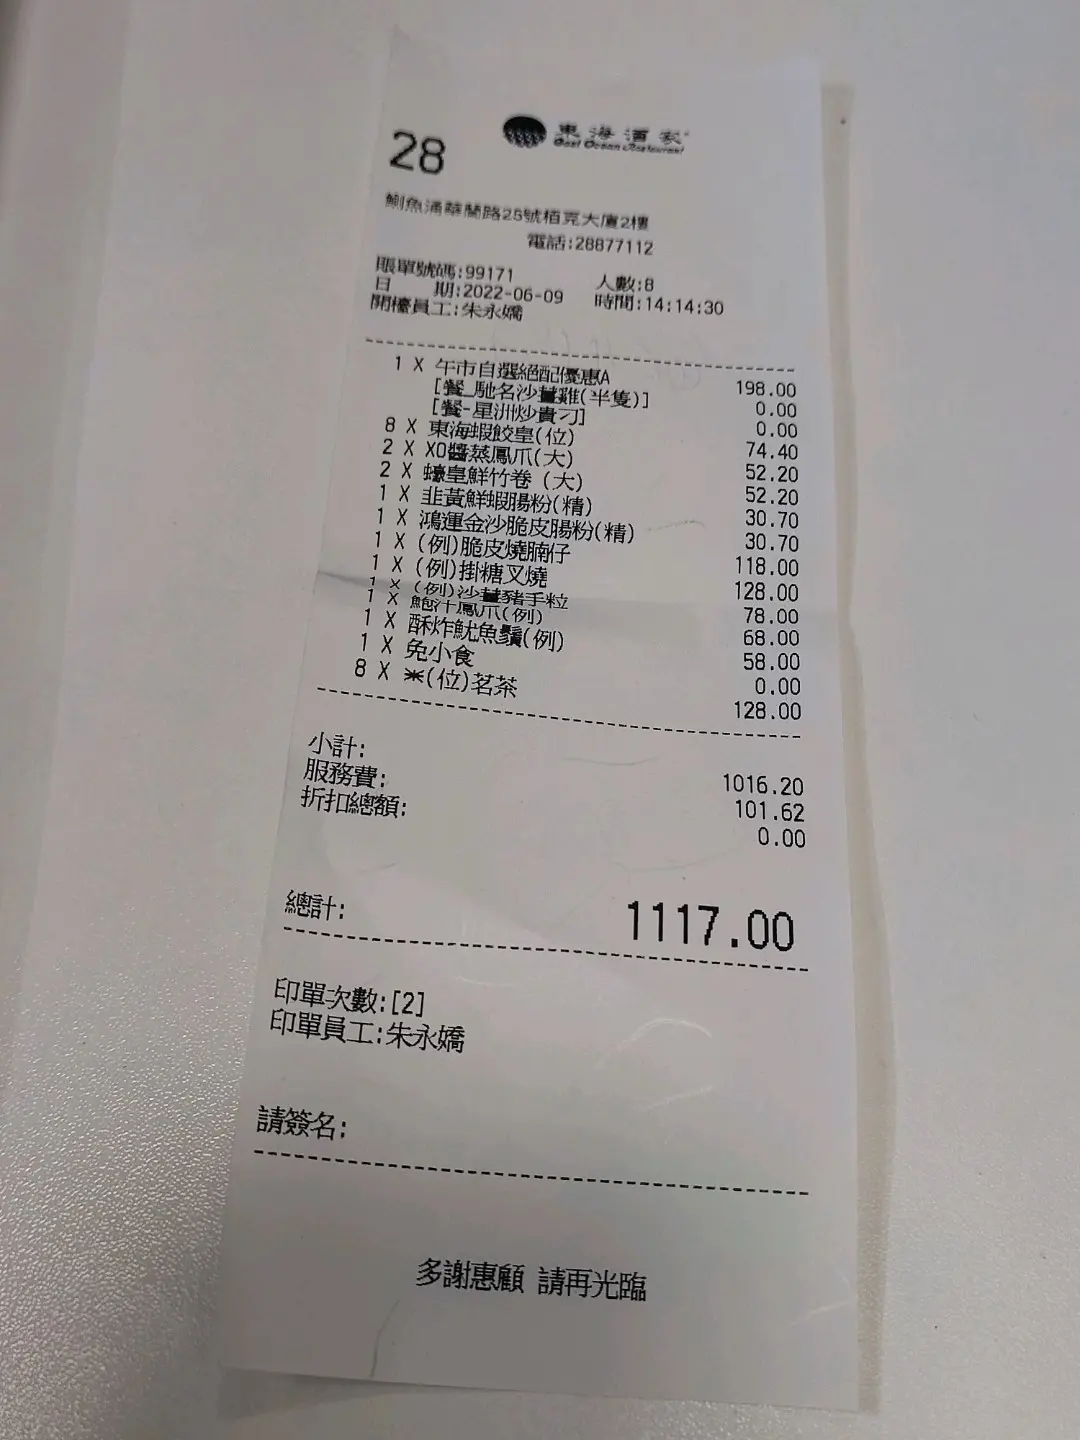 東海酒家
East Ocean Restaurant
28
鰂魚涌華蘭路25號栢克大廈2樓
電話:28877112
賬單號碼:99171 人數:8
日 期:2022-06-09 時間:14:14:30
開檯員工:朱永嬌
1 X 午市自選絕配優惠A 198.00
[餐_馳名沙薑雞(半隻)] 0.00
[餐-星洲炒貴刁] 0.00
8 X 東海蝦餃皇(位) 74.40
2 X XO醬蒸鳳爪(大) 52.20
2 X 蠔皇鮮竹卷 (大) 52.20
1 X 韭黃鮮蝦腸粉(精) 30.70
1 X 鴻運金沙脆皮腸粉(精) 30.70
1 X (例)脆皮燒腩仔 118.00
1 X (例)掛糖叉燒 128.00
1 X (例)沙薑豬手粒 78.00
1 X 鮑汁鳳爪(例) 68.00
1 X 酥炸魷魚鬚(例) 58.00
1 X 免小食 0.00
8 X ※(位)茗茶 128.00
小計: 1016.20
服務費: 101.62
折扣總額: 0.00
總計: 1117.00
印單次數:[2]
印單員工:朱永嬌
請簽名:
多謝惠顧 請再光臨